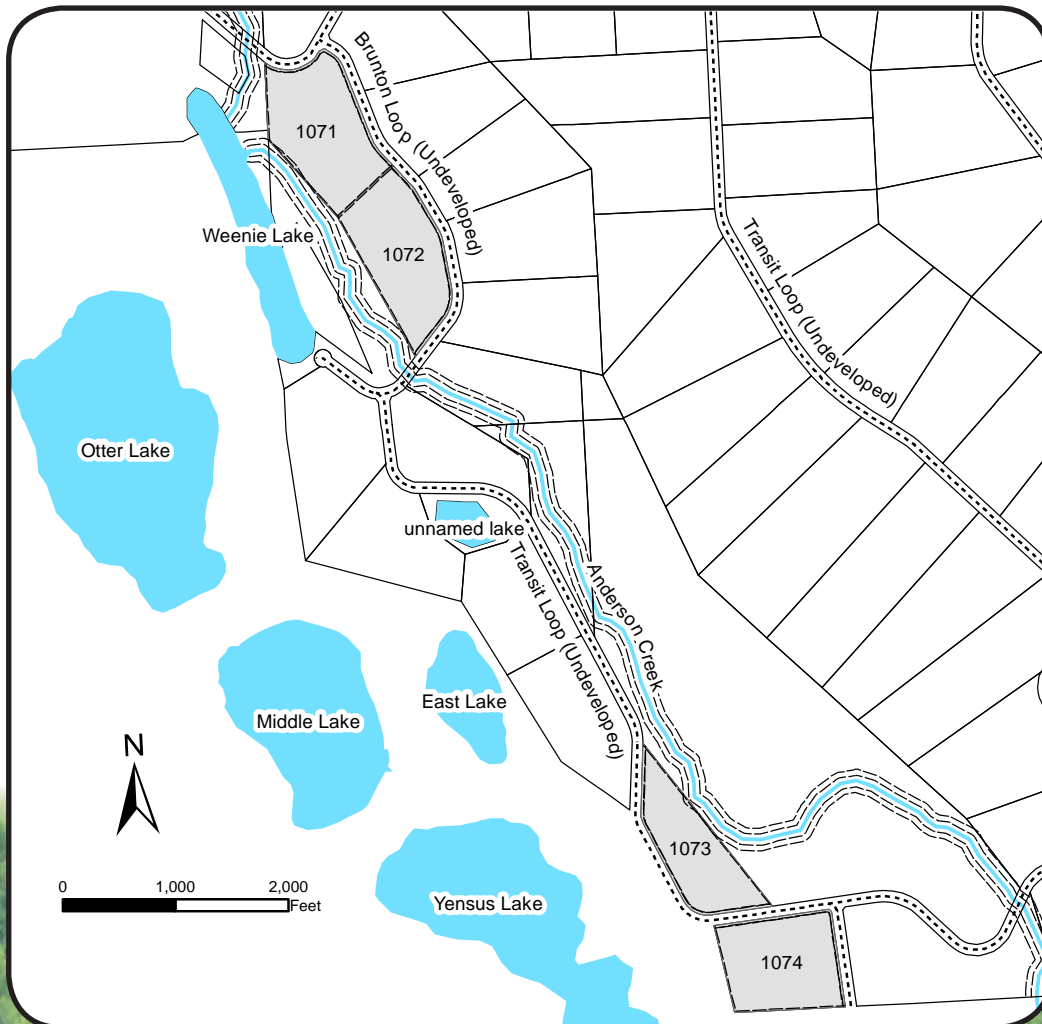 Brunton Loop (Undeveloped)
1071
Weenie Lake
1072
Transit Loop (Undeveloped)
Otter Lake
unnamed lake
Transit Loop (Undeveloped)
Anderson Creek
East Lake
Middle Lake
N
1073
0 1,000 2,000
Feet
Yensus Lake
1074